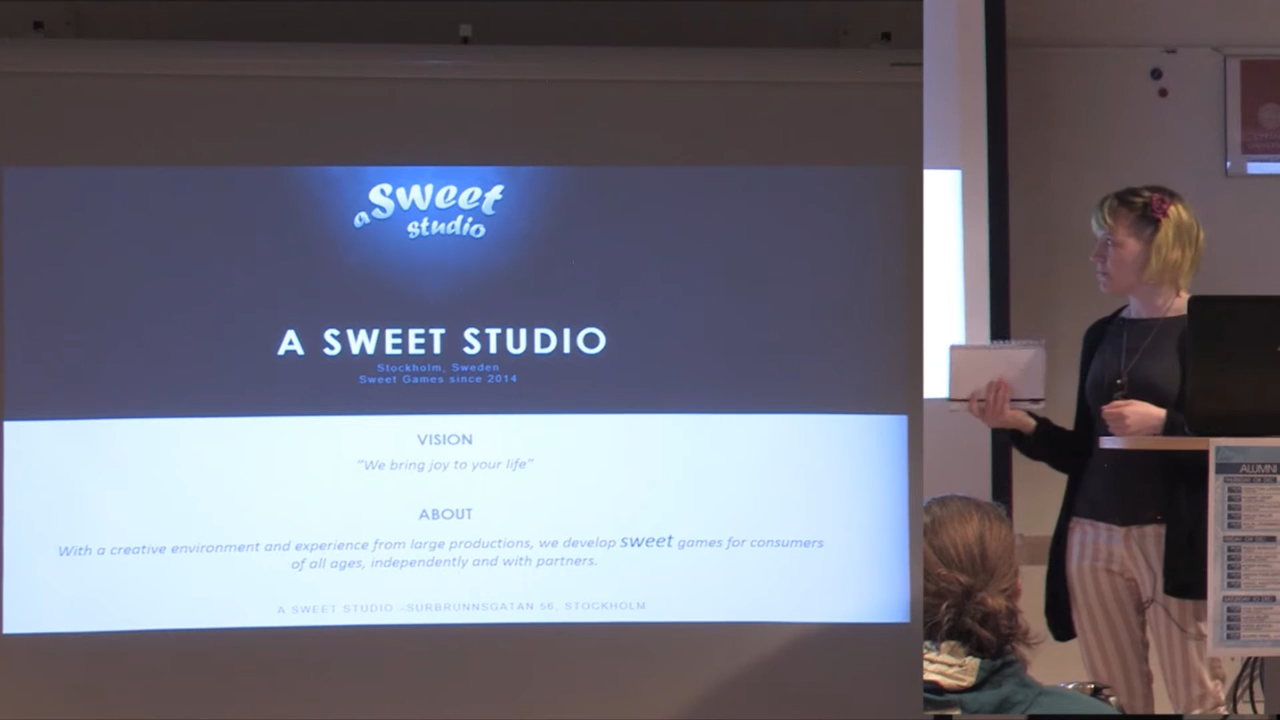 a Sweet
studio
A SWEET STUDIO
Stockholm, Sweden
Sweet Games since 2014
VISION
"We bring joy to your life"
ABOUT
With a creative environment and experience from large productions, we develop sweet games for consumers
of all ages, independently and with partners.
A SWEET STUDIO –SURBRUNNSGATAN 56, STOCKHOLM
ALUMNI